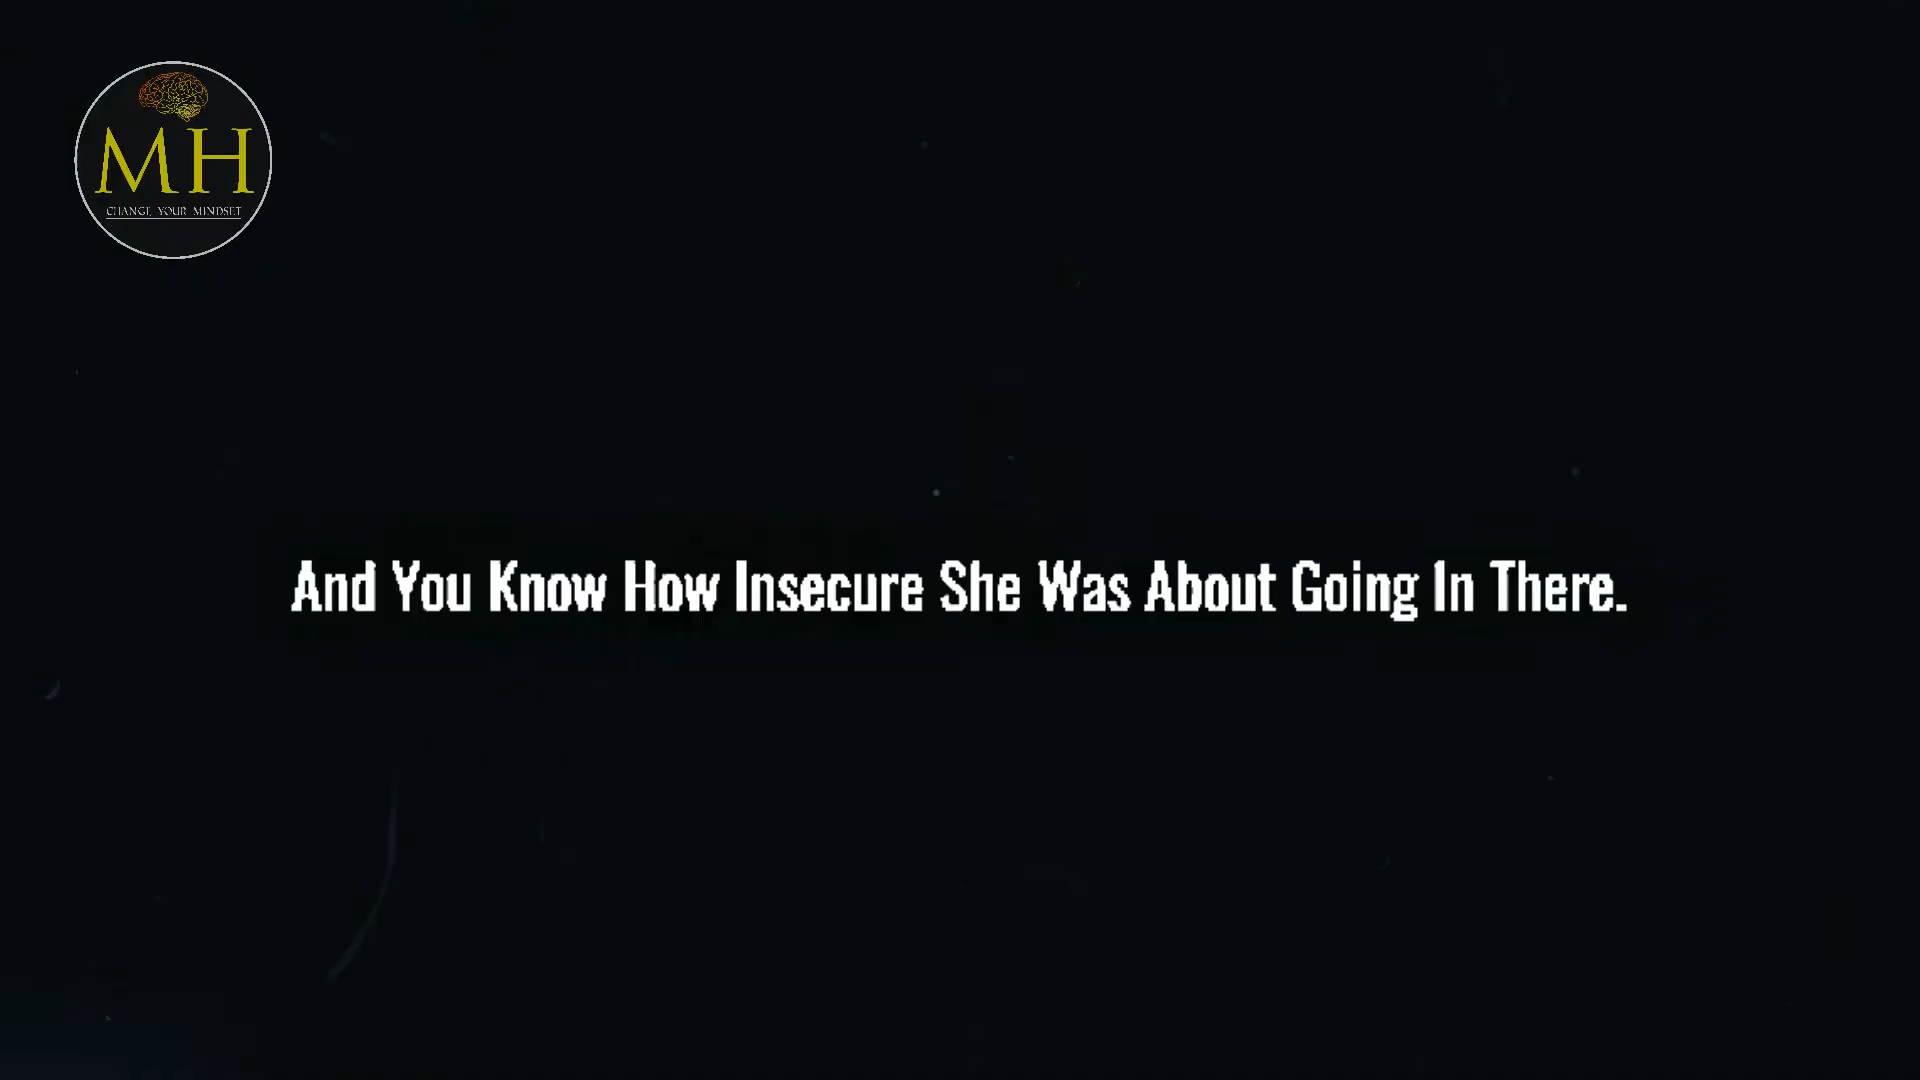 MH
CHANGE YOUR MINDSET
And You Know How Insecure She Was About Going In There.